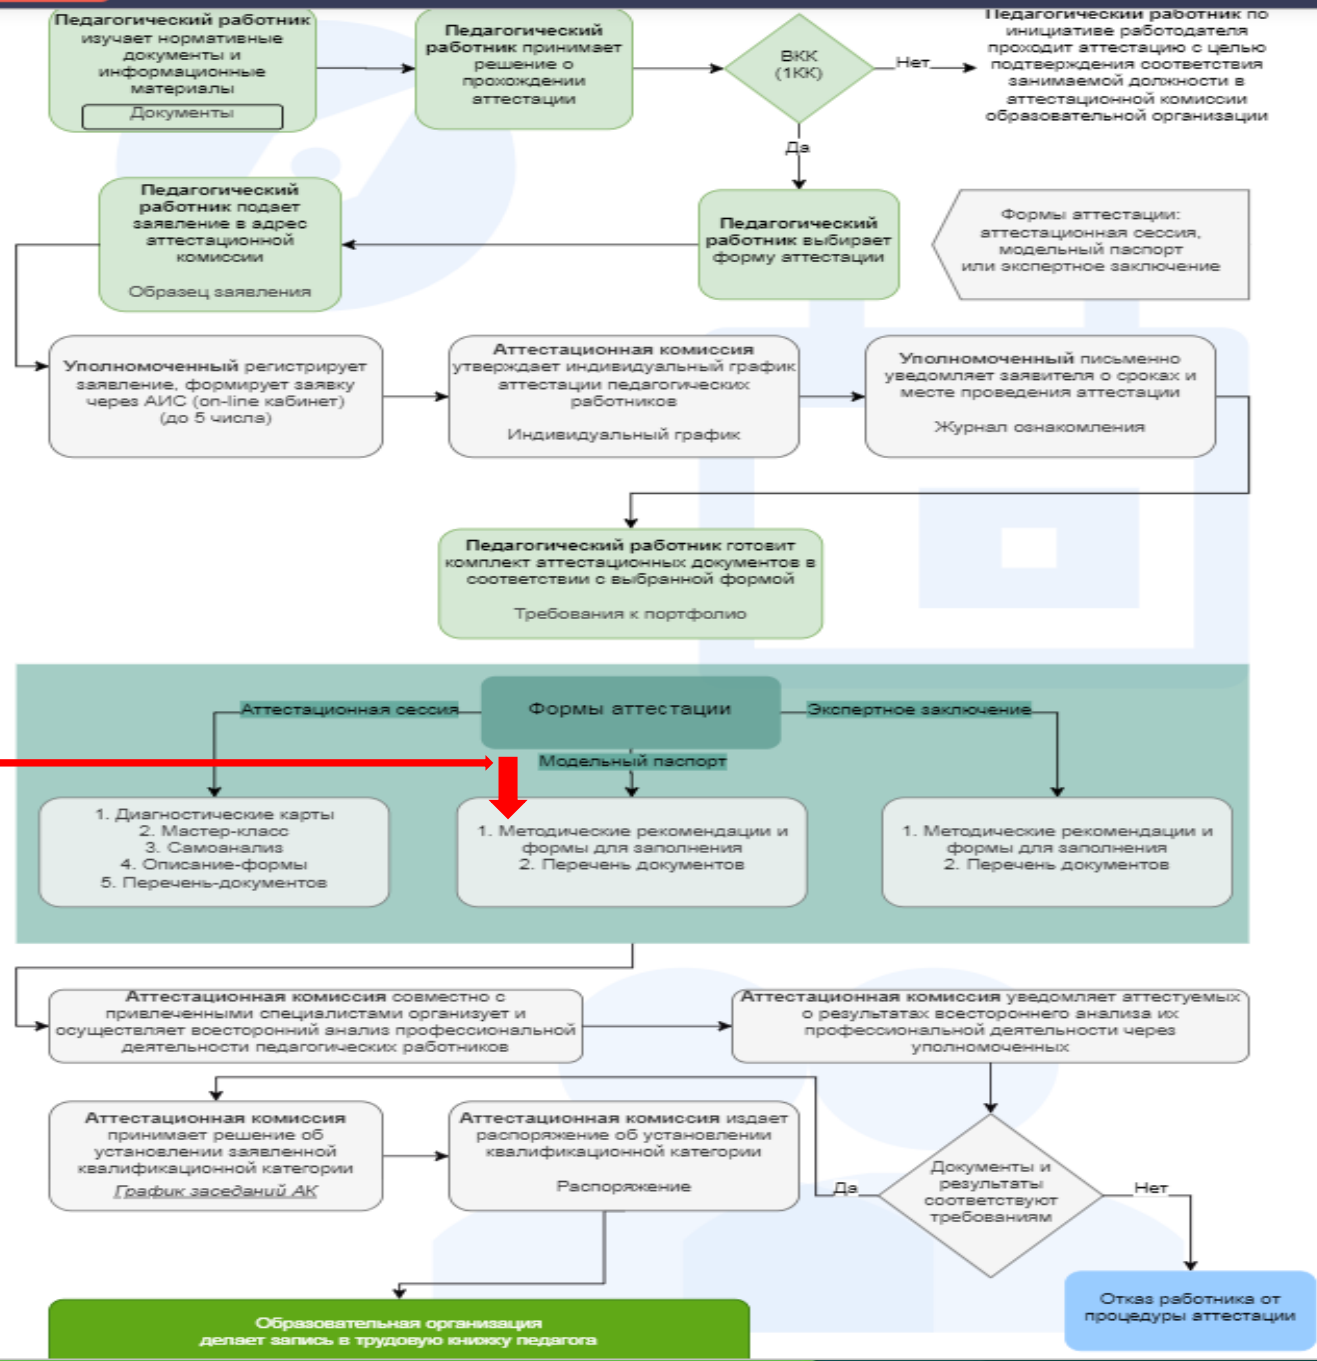 Педагогический работник
изучает нормативные
документы и
информационные
материалы
Документы
Педагогический
работник принимает
решение о
прохождении
аттестации
ВКК
(1КК)
Нет
Педагогический работник по
инициативе работодателя
проходит аттестацию с целью
подтверждения соответствия
занимаемой должности в
аттестационной комиссии
образовательной организации
Да
Педагогический
работник подает
заявление в адрес
аттестационной
комиссии
Образец заявления
Педагогический
работник выбирает
форму аттестации
Формы аттестации:
аттестационная сессия,
модельный паспорт
или экспертное заключение
Уполномоченный регистрирует
заявление, формирует заявку
через АИС (on-line кабинет)
(до 5 числа)
Аттестационная комиссия
утверждает индивидуальный график
аттестации педагогических
работников
Индивидуальный график
Уполномоченный письменно
уведомляет заявителя о сроках и
месте проведения аттестации
Журнал ознакомления
Педагогический работник готовит
комплект аттестационных документов в
соответствии с выбранной формой
Требования к портфолио
Аттестационная сессия
Формы аттестации
Экспертное заключение
Модельный паспорт
1. Диагностические карты
2. Мастер-класс
3. Самоанализ
4. Описание-формы
5. Перечень-документов
1. Методические рекомендации и
формы для заполнения
2. Перечень документов
1. Методические рекомендации и
формы для заполнения
2. Перечень документов
Аттестационная комиссия совместно с
привлеченными специалистами организует и
осуществляет всесторонний анализ профессиональной
деятельности педагогических работников
Аттестационная комиссия уведомляет аттестуемых
о результатах всестороннего анализа их
профессиональной деятельности через
уполномоченных
Аттестационная комиссия
принимает решение об
установлении заявленной
квалификационной категории
График заседаний АК
Аттестационная комиссия издает
распоряжение об установлении
квалификационной категории
Распоряжение
Да
Документы и
результаты
соответствуют
требованиям
Нет
Отказ работника от
процедуры аттестации
Образовательная организация
делает запись в трудовую книжку педагога